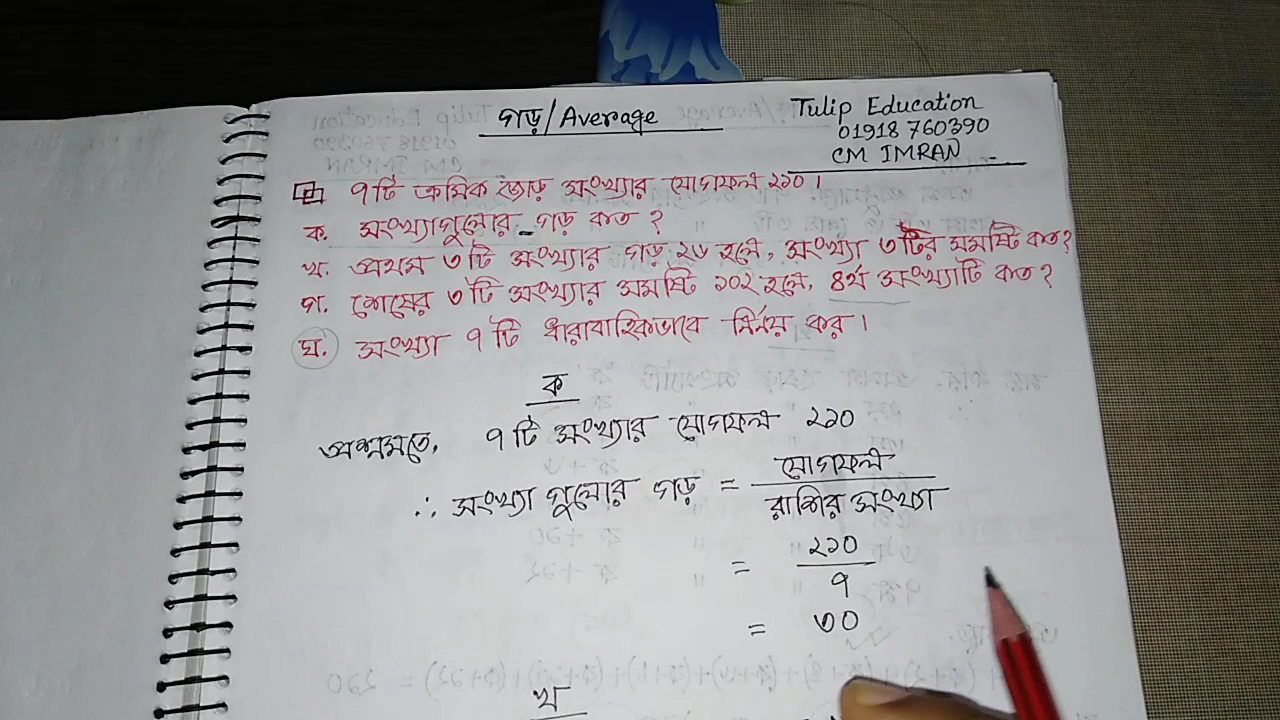 গড়/Average
Tulip Education
01918 760390
CM IMRAN
৭টি ক্রমিক জোড় সংখ্যার যোগফল ২১০।
ক. সংখ্যাগুলোর গড় কত?
খ. প্রথম ৩টি সংখ্যার গড় ২৬ হলে, সংখ্যা ৩টির সমষ্টি কত?
গ. শেষের ৩টি সংখ্যার সমষ্টি ১০২ হলে, ৪র্থ সংখ্যাটি কত?
ঘ. সংখ্যা ৭টি ধারাবাহিকভাবে নির্নয় কর।
ক
প্রশ্নমতে, ৭টি সংখ্যার যোগফল ২১০
∴ সংখ্যা গুলোর গড় = যোগফল / রাশির সংখ্যা
= ২১০ / ৭
= ৩০
খ